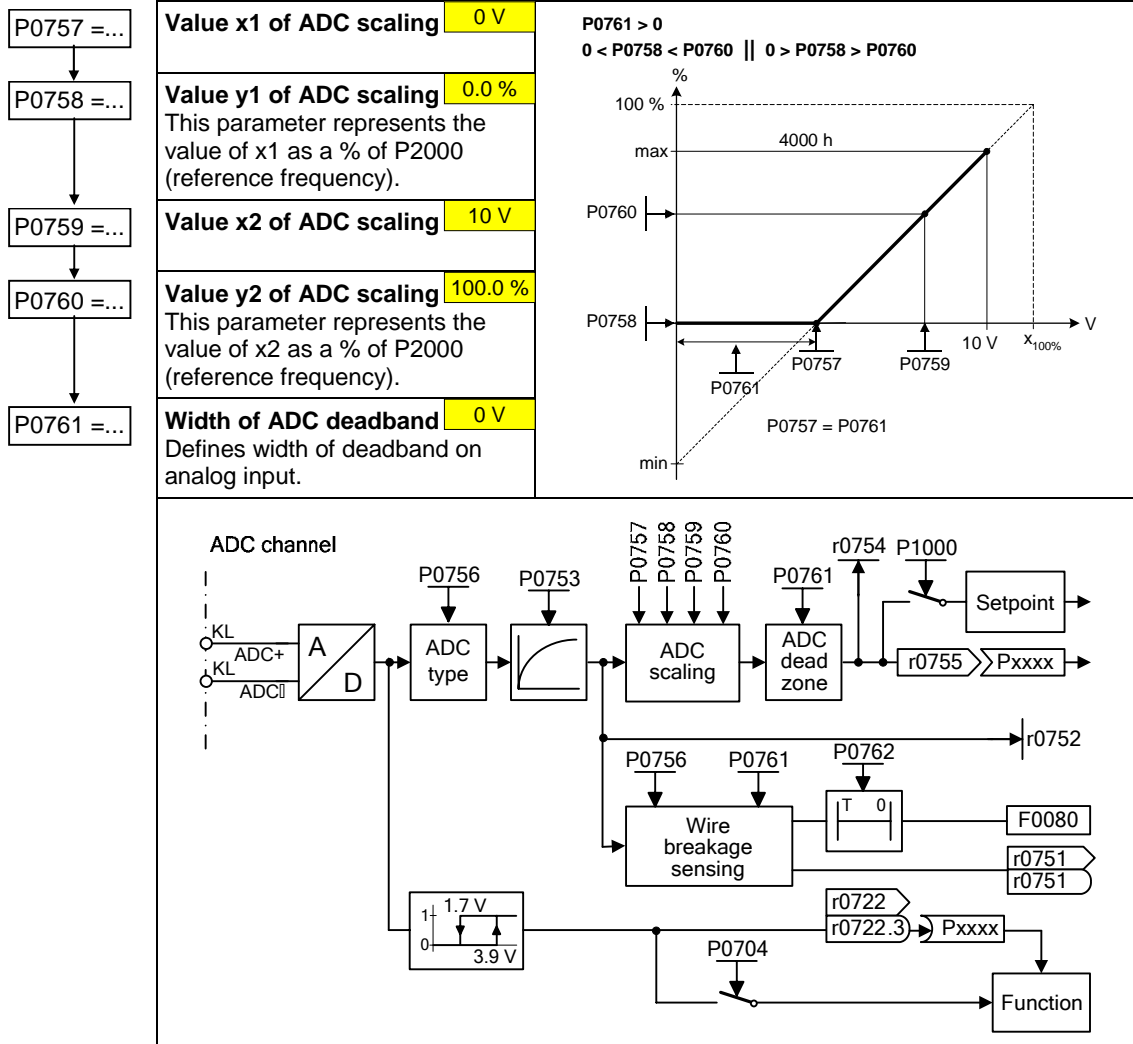 P0757 =...
Value x1 of ADC scaling 0 V
P0758 =...
Value y1 of ADC scaling 0.0 %
This parameter represents the
value of x1 as a % of P2000
(reference frequency).
P0759 =...
Value x2 of ADC scaling 10 V
P0760 =...
Value y2 of ADC scaling 100.0 %
This parameter represents the
value of x2 as a % of P2000
(reference frequency).
P0761 =...
Width of ADC deadband 0 V
Defines width of deadband on
analog input.
P0761 > 0
0 < P0758 < P0760 || 0 > P0758 > P0760
%
100 %
4000 h
max
P0760
P0758
V
10 V
x100%
P0757
P0759
P0761
P0757 = P0761
min
ADC channel
KL
ADC+
KL
ADC
A
D
P0756
ADC
type
P0753
P0757
P0758
P0759
P0760
ADC
scaling
P0761
ADC
dead
zone
r0754
P1000
Setpoint
r0755
Pxxxx
r0752
P0756
P0761
Wire
breakage
sensing
P0762
T 0
F0080
r0751
r0751
1
0
1.7 V
3.9 V
r0722
r0722.3
Pxxxx
P0704
Function